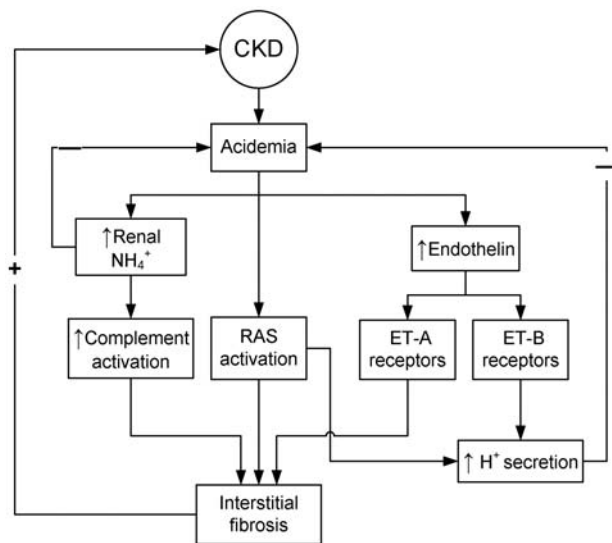 CKD
Acidemia
—
—
↑Renal
NH₄⁺
↑Endothelin
+
↑Complement
activation
RAS
activation
ET-A
receptors
ET-B
receptors
↑ H⁺ secretion
Interstitial
fibrosis